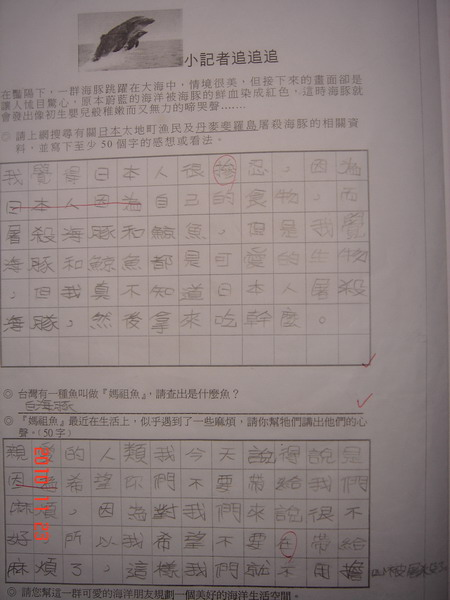 小記者追追追
在豔陽下，一群海豚跳躍在大海中，情境很美，但接下來的畫面卻是
讓人怵目驚心，原本蔚藍的海洋被海豚的鮮血染成紅色，這時海豚就
會發出像初生嬰兒般稚嫩而又無力的啼哭聲……
◎ 請上網搜尋有關日本太地町漁民及丹麥斐羅島屠殺海豚的相關資
料，並寫下至少50個字的感想或看法。
我覺得日本人很殘忍，因為
日本人因為自己的食物，而
屠殺海豚和鯨魚，但是我覺
海豚和鯨魚都是可愛的生物
，但我真不知道日本人屠殺
海豚，然後拿來吃幹麼。
◎ 台灣有一種魚叫做『媽祖魚』，請查出是什麼魚？
白海豚
◎『媽祖魚』最近在生活上，似乎遇到了一些麻煩，請你幫牠們講出他們的心
聲。（50字）
親愛的人類我今天說得說是
因為希望你們不要帶給我們
麻煩，因為對我們來說很不
好，所以我希望不要在帶給
麻煩了，這樣我們就不用擔
2010/11/23
◎ 請您幫這一群可愛的海洋朋友規劃一個美好的海洋生活空間。